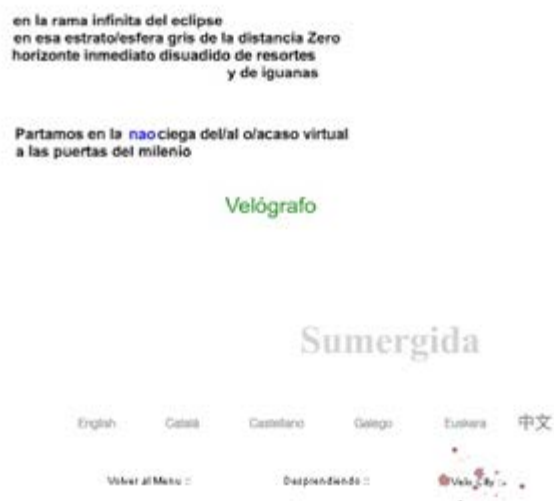 en la rama infinita del eclipse
en esa estrato/esfera gris de la distancia Zero
horizonte inmediato disuadido de resortes
y de iguanas
Partamos en la nao ciega del/al o/acaso virtual
a las puertas del milenio
Velógrafo
Sumergida
English Català Castellano Galego Euskara 中文
Volver al Menu :: Desprendiendo ::